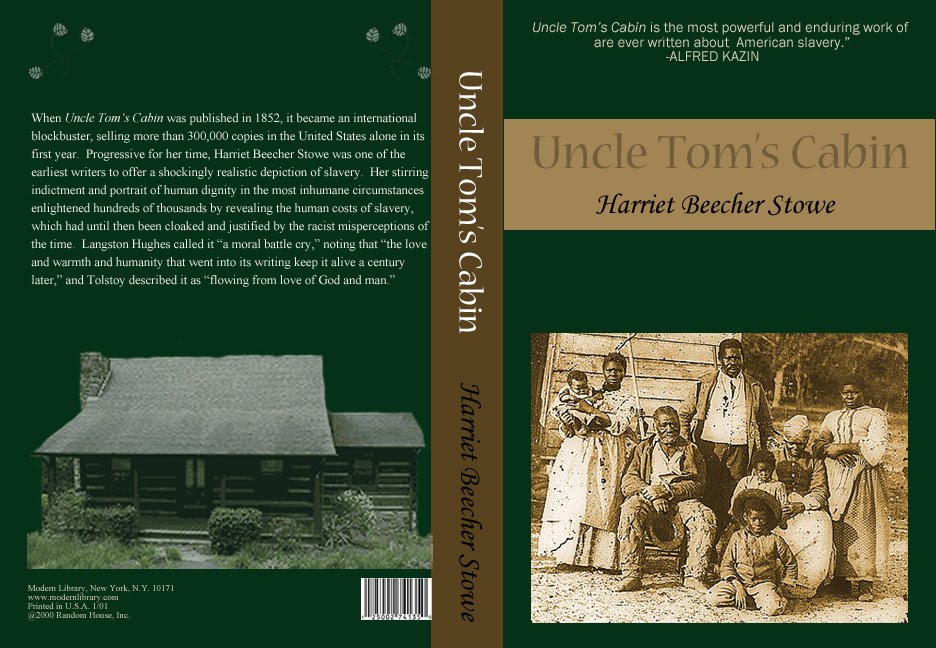 When Uncle Tom’s Cabin was published in 1852, it became an international
blockbuster, selling more than 300,000 copies in the United States alone in its
first year. Progressive for her time, Harriet Beecher Stowe was one of the
earliest writers to offer a shockingly realistic depiction of slavery. Her stirring
indictment and portrait of human dignity in the most inhumane circumstances
enlightened hundreds of thousands by revealing the human costs of slavery,
which had until then been cloaked and justified by the racist misperceptions of
the time. Langston Hughes called it “a moral battle cry,” noting that “the love
and warmth and humanity that went into its writing keep it alive a century
later,” and Tolstoy described it as “flowing from love of God and man.”
Modern Library, New York, N.Y. 10171
www.modernlibrary.com
Printed in U.S.A. 1/01
@2000 Random House, Inc.
Uncle Tom's Cabin
Harriet Beecher Stowe
Uncle Tom’s Cabin is the most powerful and enduring work of
are ever written about American slavery.”
-ALFRED KAZIN
Uncle Tom's Cabin
Harriet Beecher Stowe